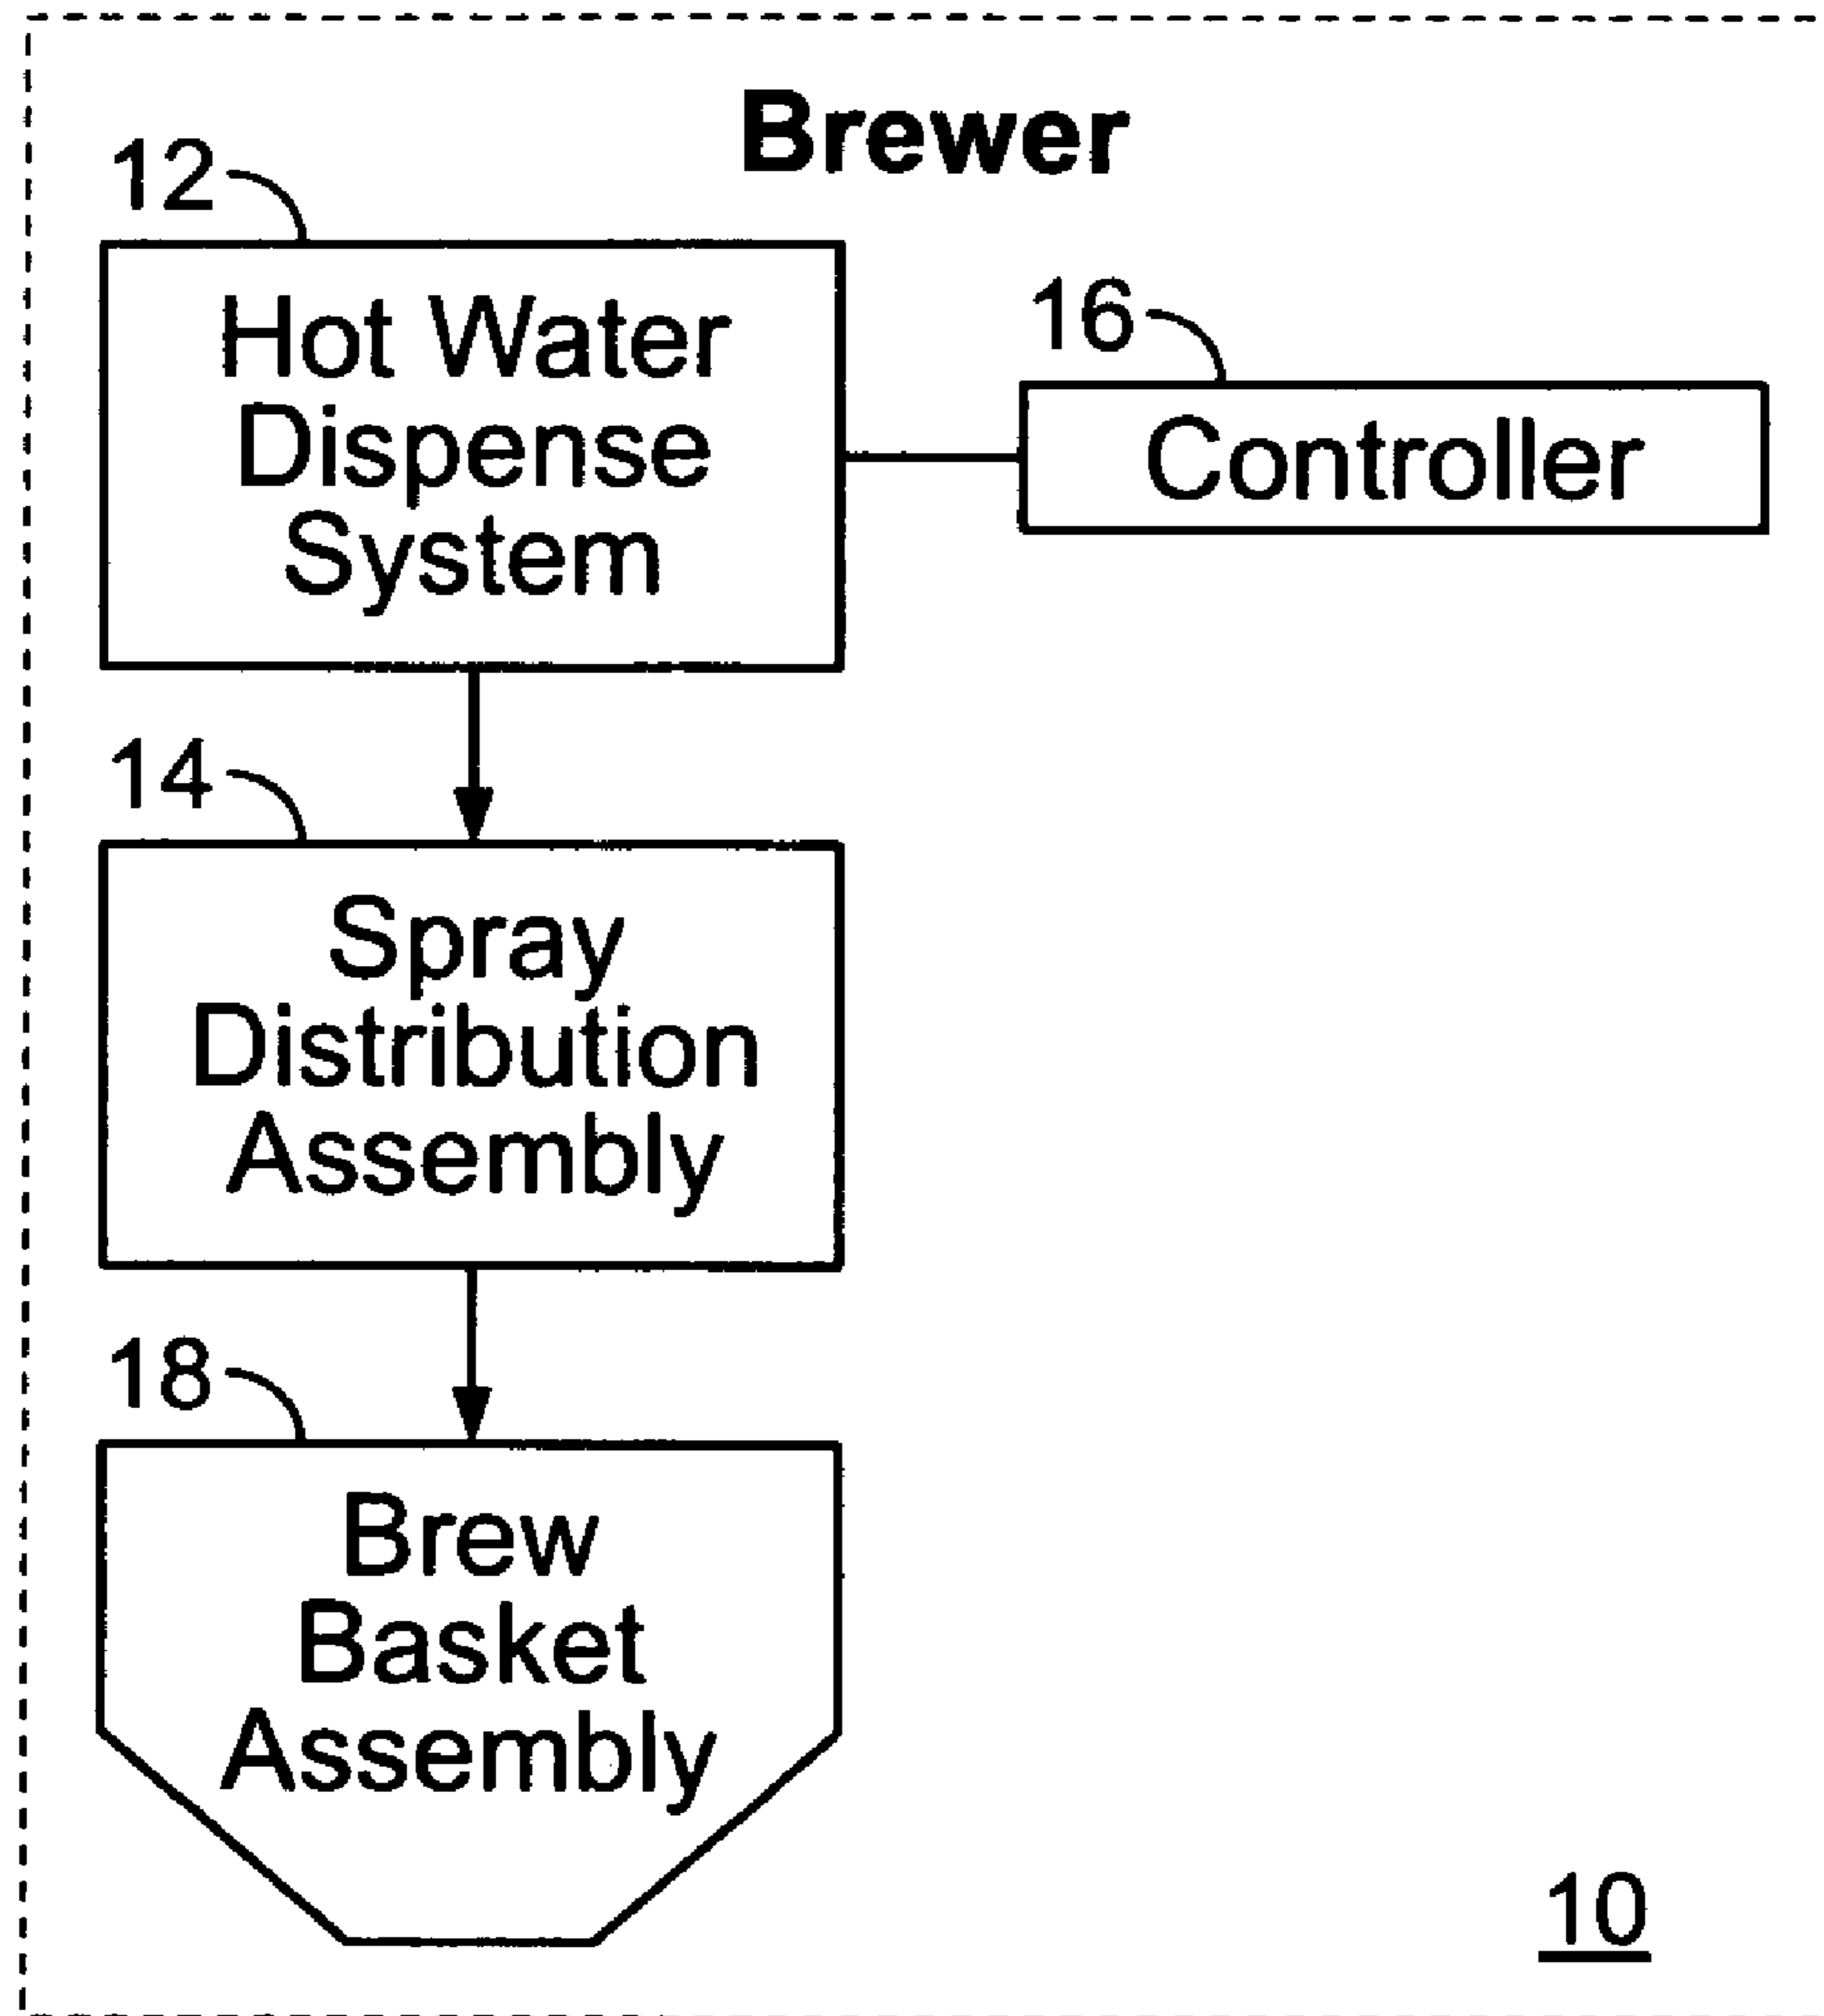 Brewer
12
Hot Water
Dispense
System
16
Controller
14
Spray
Distribution
Assembly
18
Brew
Basket
Assembly
10